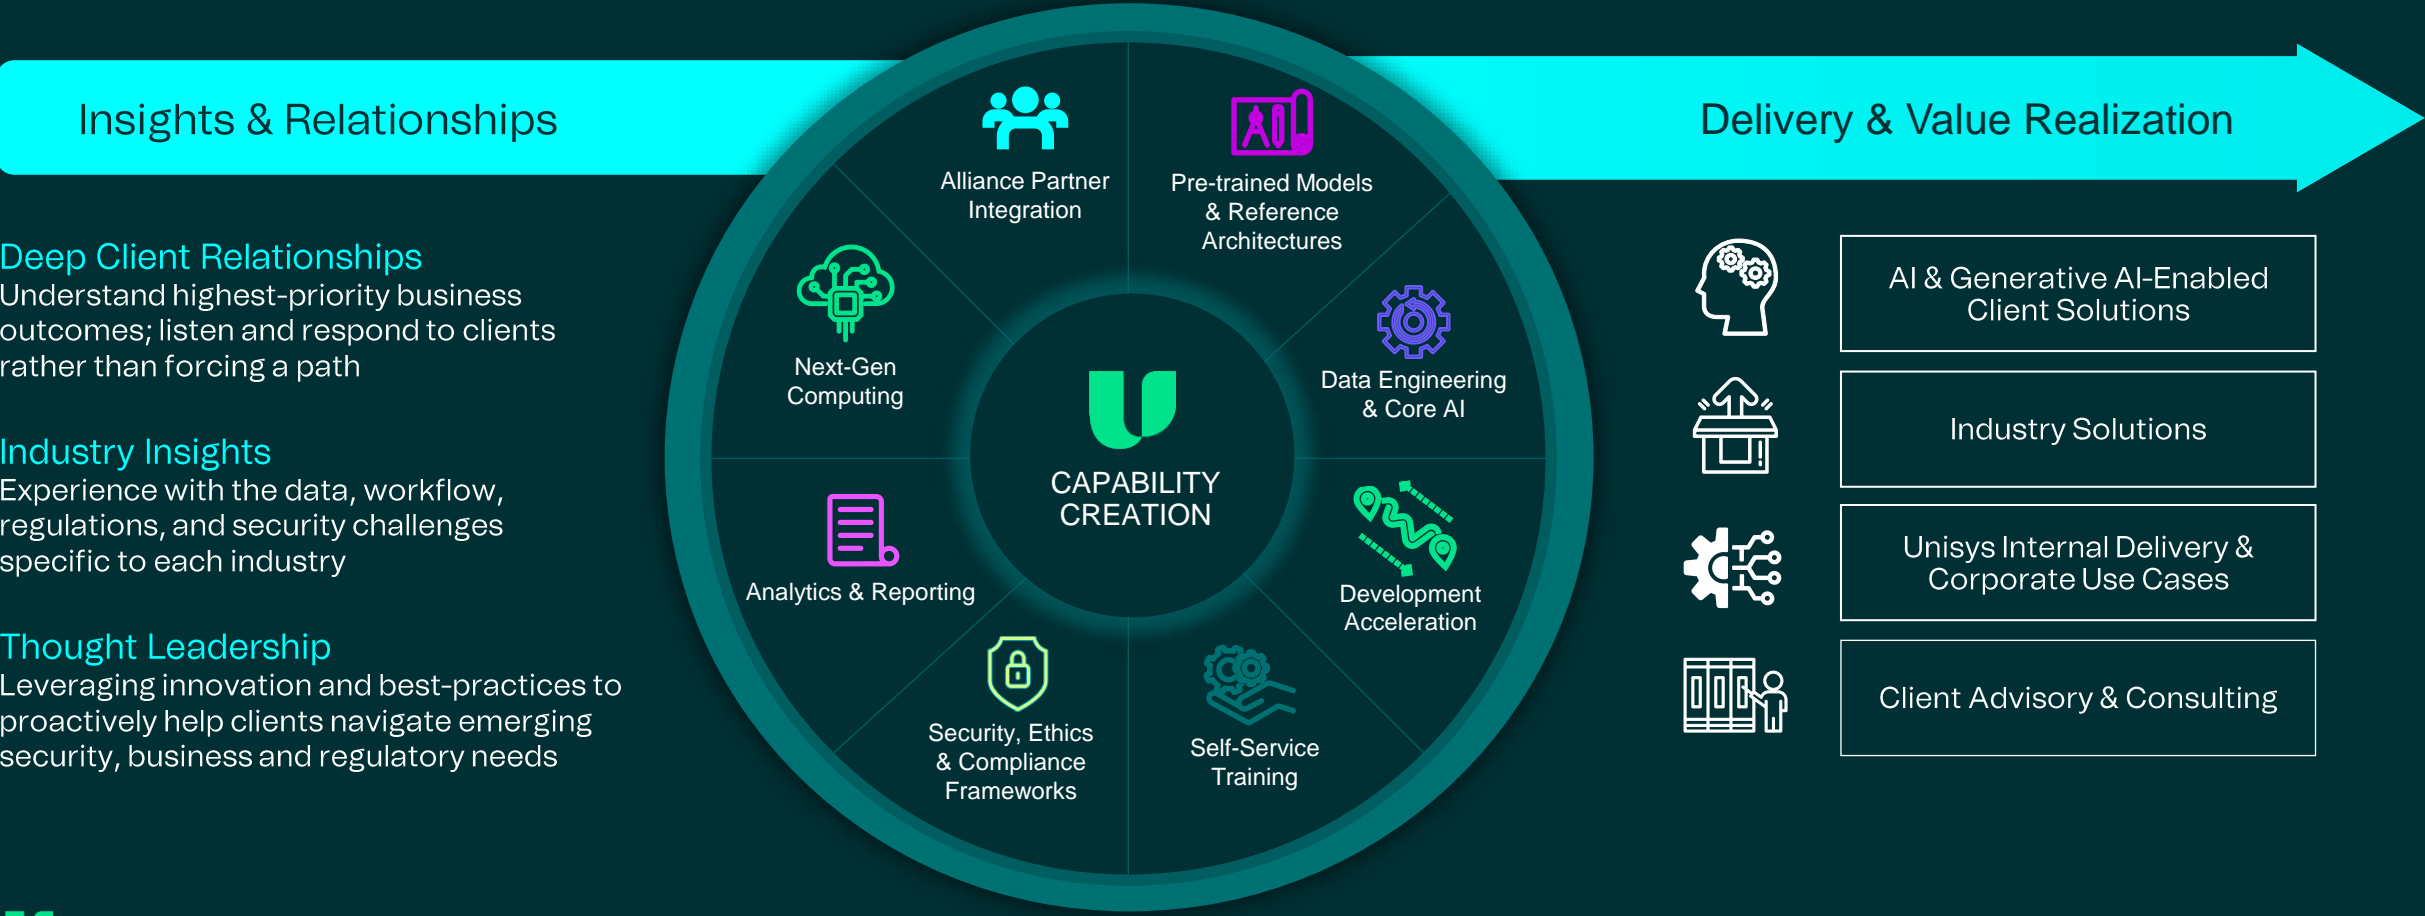 Insights & Relationships
Deep Client Relationships
Understand highest-priority business
outcomes; listen and respond to clients
rather than forcing a path
Industry Insights
Experience with the data, workflow,
regulations, and security challenges
specific to each industry
Thought Leadership
Leveraging innovation and best-practices to
proactively help clients navigate emerging
security, business and regulatory needs
Alliance Partner
Integration
Pre-trained Models
& Reference
Architectures
Data Engineering
& Core AI
Development
Acceleration
Self-Service
Training
Security, Ethics
& Compliance
Frameworks
Analytics & Reporting
Next-Gen
Computing
CAPABILITY
CREATION
Delivery & Value Realization
AI & Generative AI-Enabled
Client Solutions
Industry Solutions
Unisys Internal Delivery &
Corporate Use Cases
Client Advisory & Consulting